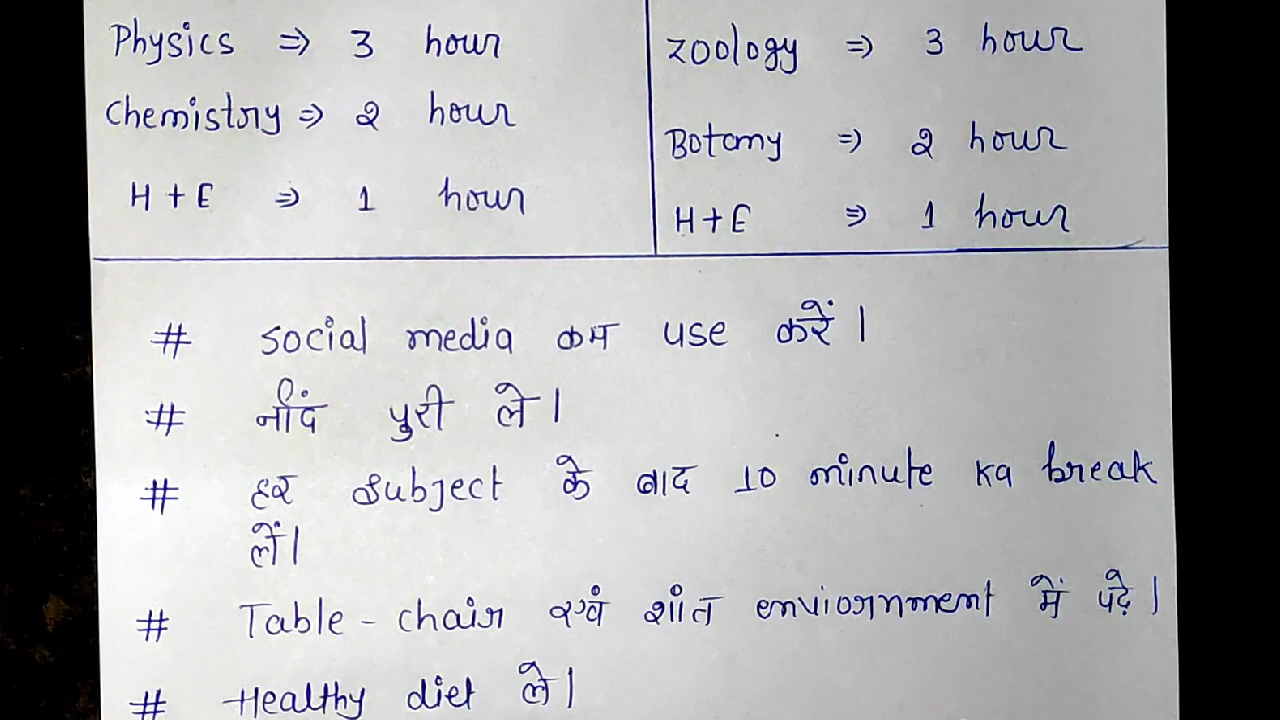 Physics ⇒ 3 hour
Chemistry ⇒ 2 hour
H + E ⇒ 1 hour
Zoology ⇒ 3 hour
Botany ⇒ 2 hour
H + E ⇒ 1 hour
# social media कम use करें।
# नींद पुरी ले।
# हर Subject के बाद 10 minute ka break
लें।
# Table - chair एवं शांत enviornment में पढ़े।
# Healthy diet ले।